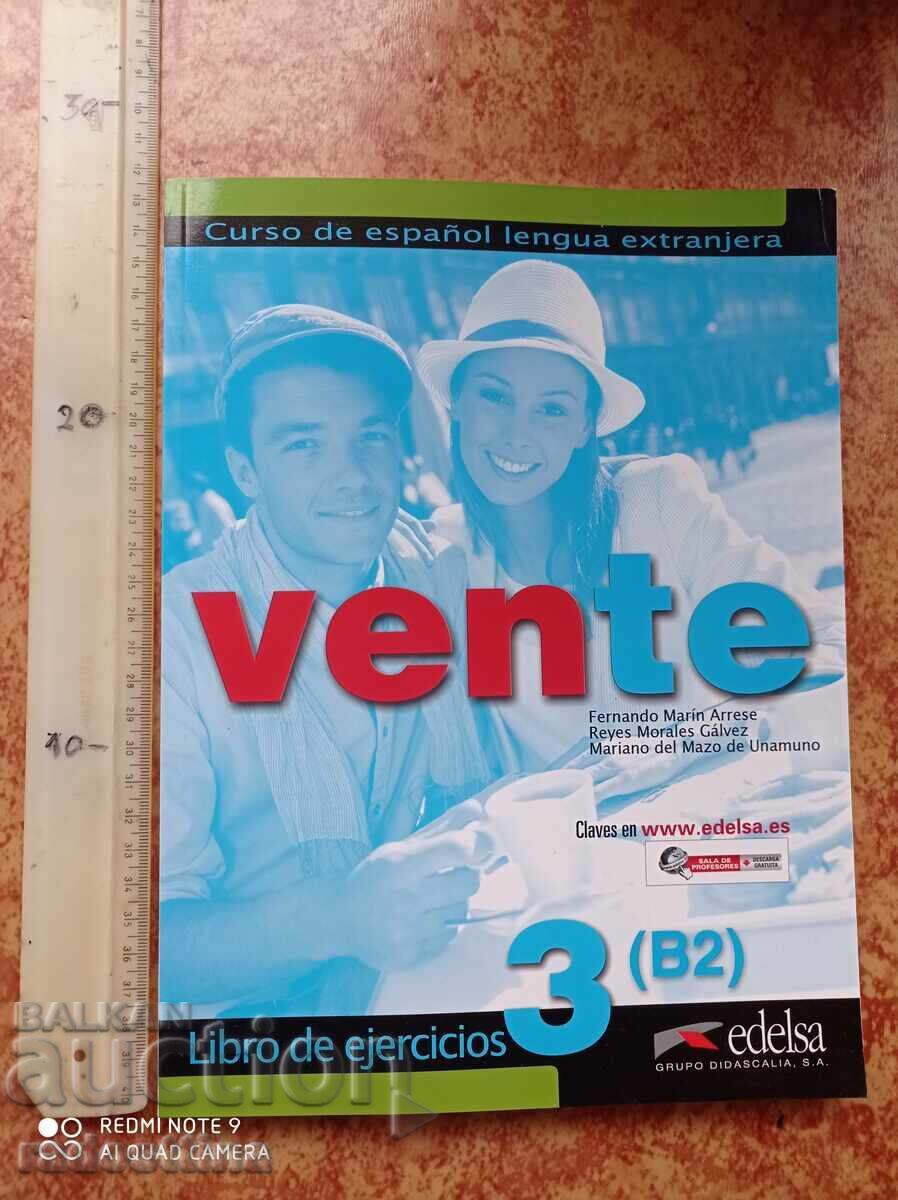 30-
20
10-
Curso de español lengua extranjera
vente
Fernando Marín Arrese
Reyes Morales Gálvez
Mariano del Mazo de Unamuno
Claves en www.edelsa.es
SALA DE PROFESORES
DESCARGA GRATUITA
3 (B2)
Libro de ejercicios
edelsa
GRUPO DIDASCALIA, S.A.
BALKAN
auction
REDMI NOTE 9
AI QUAD CAMERA